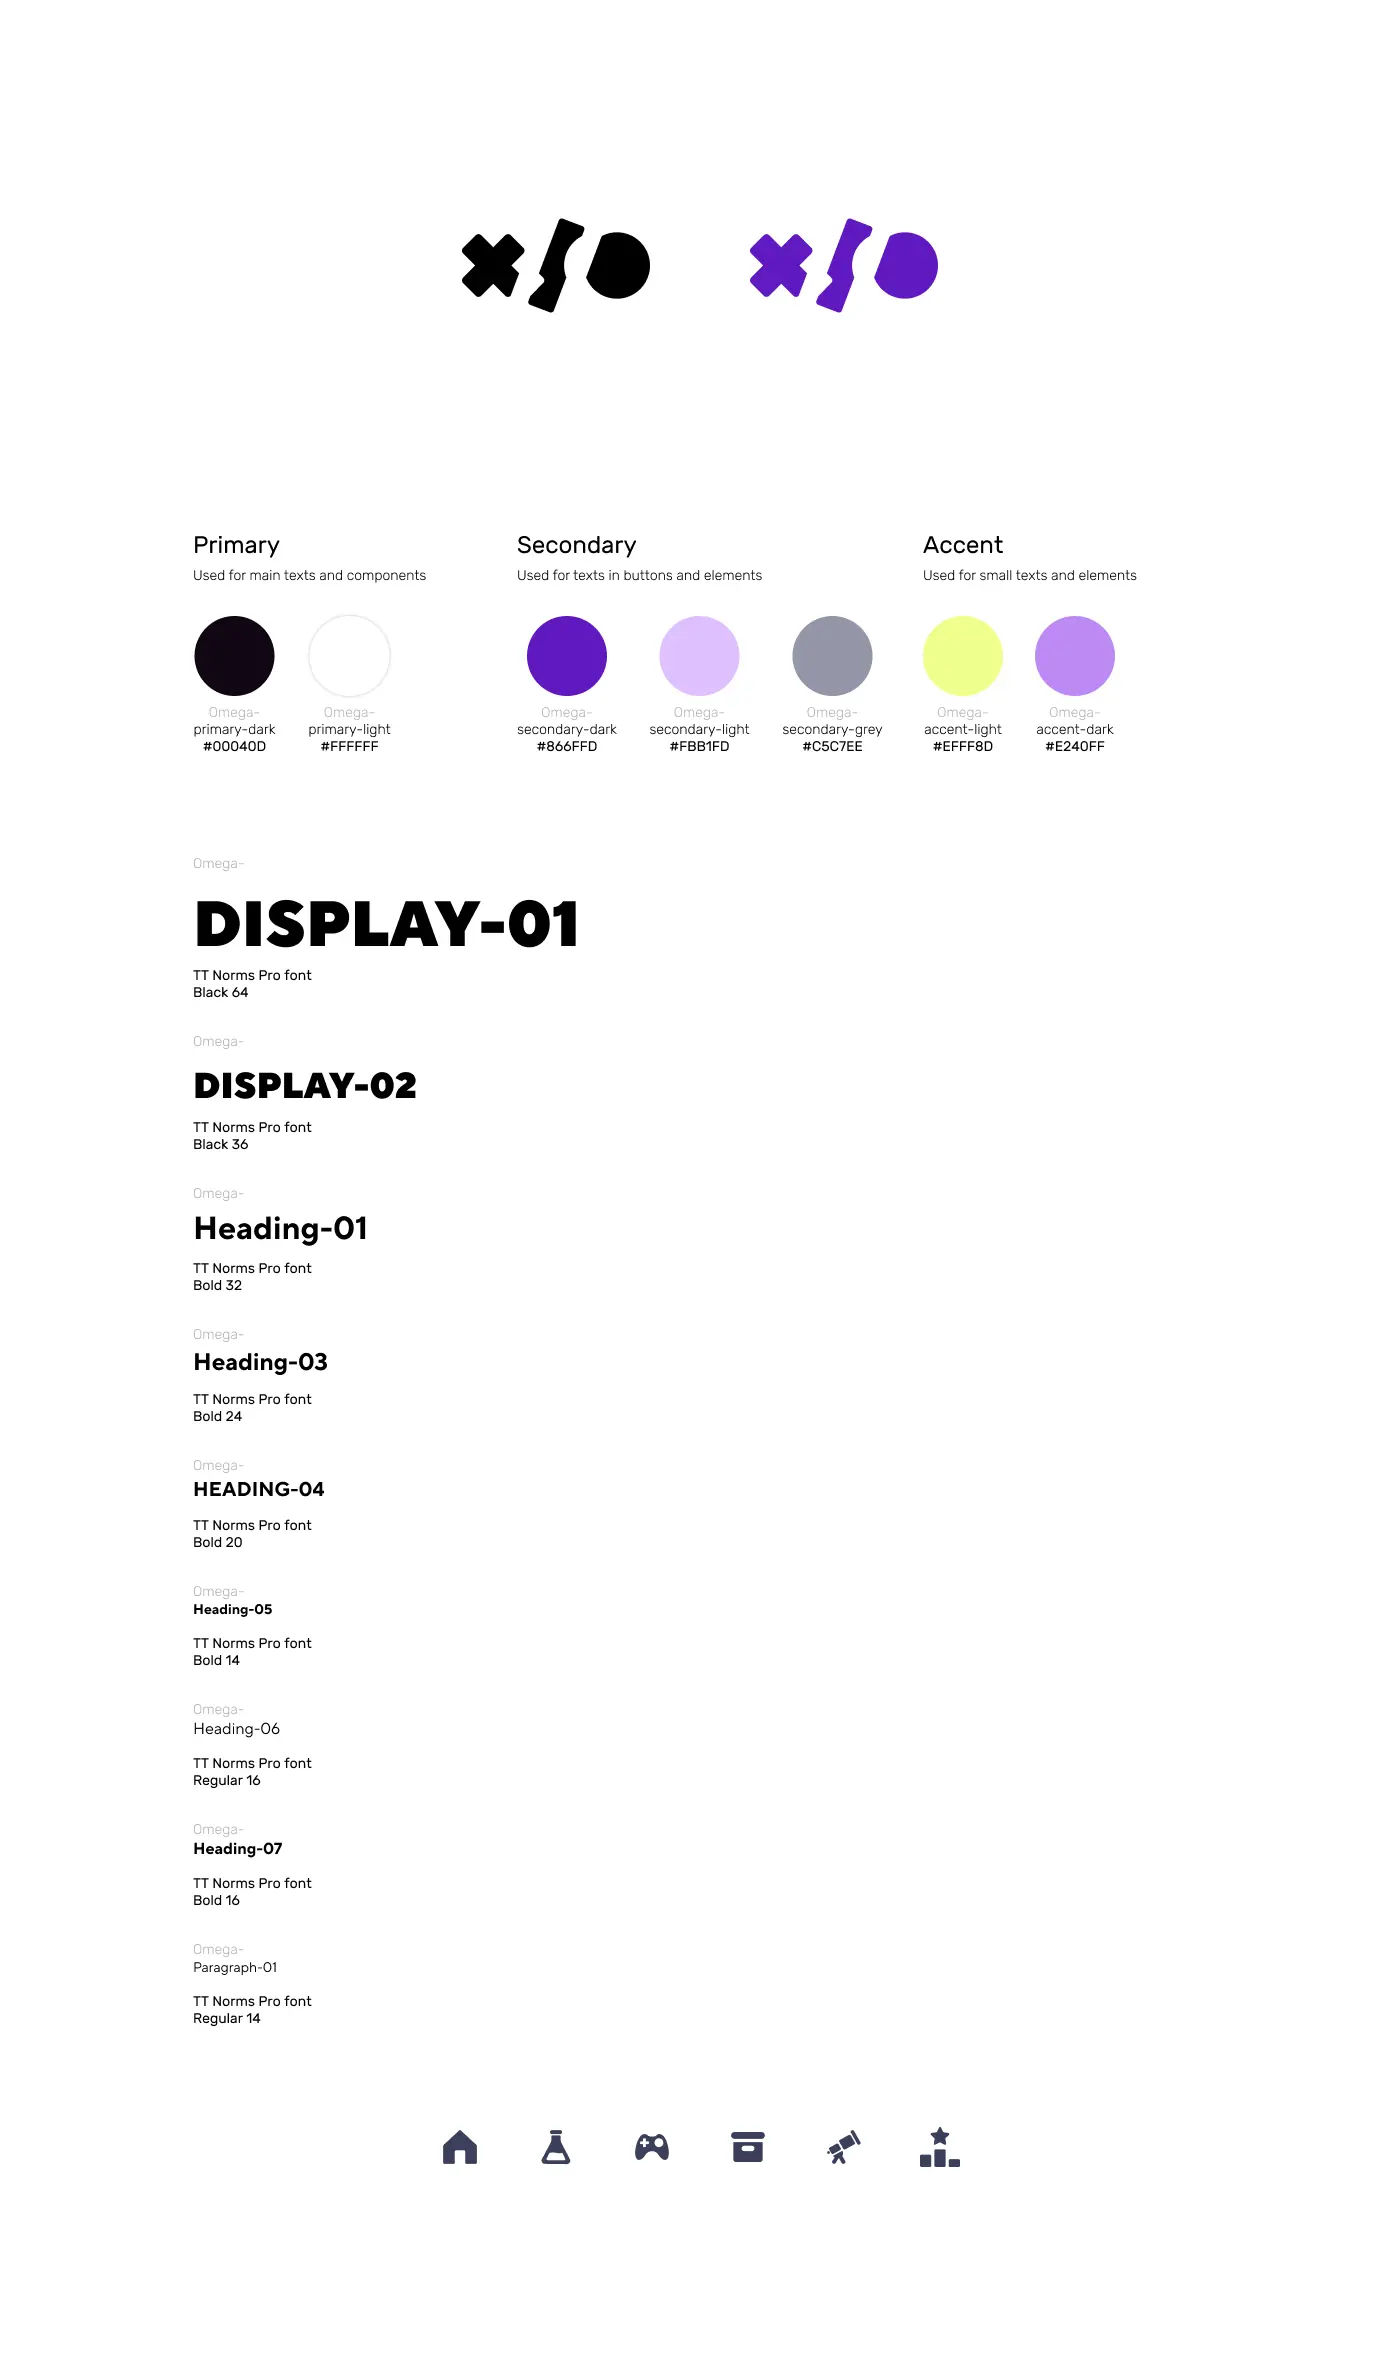 Primary
Used for main texts and components
Omega-
primary-dark
#00040D
Omega-
primary-light
#FFFFFF
Secondary
Used for texts in buttons and elements
Omega-
secondary-dark
#866FFD
Omega-
secondary-light
#FBB1FD
Omega-
secondary-grey
#C5C7EE
Accent
Used for small texts and elements
Omega-
accent-light
#EFFF8D
Omega-
accent-dark
#E240FF
Omega-
DISPLAY-01
TT Norms Pro font
Black 64
Omega-
DISPLAY-02
TT Norms Pro font
Black 36
Omega-
Heading-01
TT Norms Pro font
Bold 32
Omega-
Heading-03
TT Norms Pro font
Bold 24
Omega-
HEADING-04
TT Norms Pro font
Bold 20
Omega-
Heading-05
TT Norms Pro font
Bold 14
Omega-
Heading-06
TT Norms Pro font
Regular 16
Omega-
Heading-07
TT Norms Pro font
Bold 16
Omega-
Paragraph-01
TT Norms Pro font
Regular 14